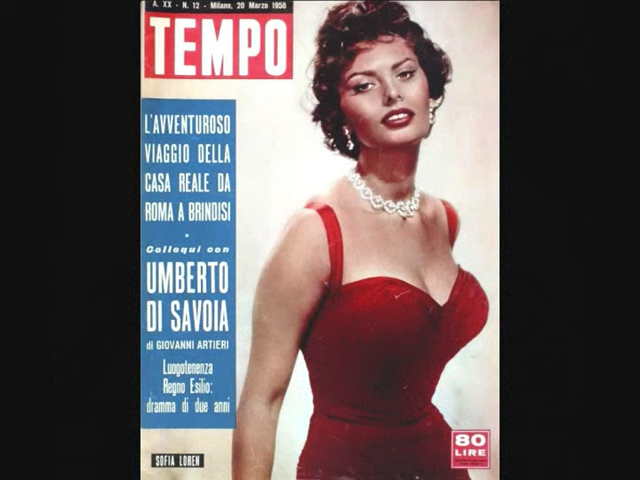 A. XX - N. 12 - Milano, 20 Marzo 1958
TEMPO
L'AVVENTUROSO
VIAGGIO DELLA
CASA REALE DA
ROMA A BRINDISI
Colloqui con
UMBERTO
DI SAVOIA
di GIOVANNI ARTIERI
Luogotenenza
Regno Esilio:
dramma di due anni
SOFIA LOREN
80
LIRE